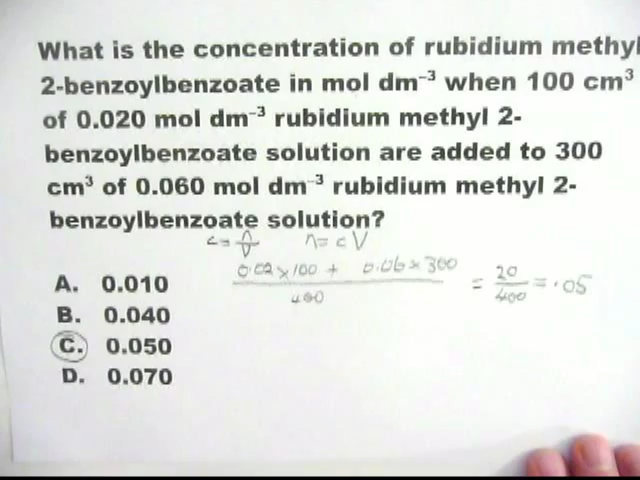 What is the concentration of rubidium methyl
2-benzoylbenzoate in mol dm⁻³ when 100 cm³
of 0.020 mol dm⁻³ rubidium methyl 2-
benzoylbenzoate solution are added to 300
cm³ of 0.060 mol dm⁻³ rubidium methyl 2-
benzoylbenzoate solution?
c = n/V n = cV
0.02 × 100 + 0.06 × 300
400
= 20/400 = .05
A. 0.010
B. 0.040
C. 0.050
D. 0.070